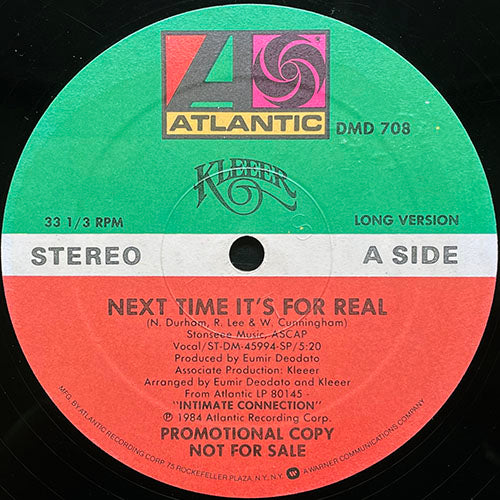 ATLANTIC
DMD 708
KLEEER
33 1/3 RPM
LONG VERSION
STEREO
A SIDE
NEXT TIME IT'S FOR REAL
(N. Durham, R. Lee & W. Cunningham)
Stonseee Music, ASCAP
Vocal/ST-DM-45994-SP/5:20
Produced by Eumir Deodato
Associate Production: Kleeer
Arranged by Eumir Deodato and Kleeer
From Atlantic LP 80145 -
"INTIMATE CONNECTION"
Ⓟ 1984 Atlantic Recording Corp.
PROMOTIONAL COPY
NOT FOR SALE
MFG. BY ATLANTIC RECORDING CORP. 75 ROCKEFELLER PLAZA, N.Y., N.Y. A WARNER COMMUNICATIONS COMPANY